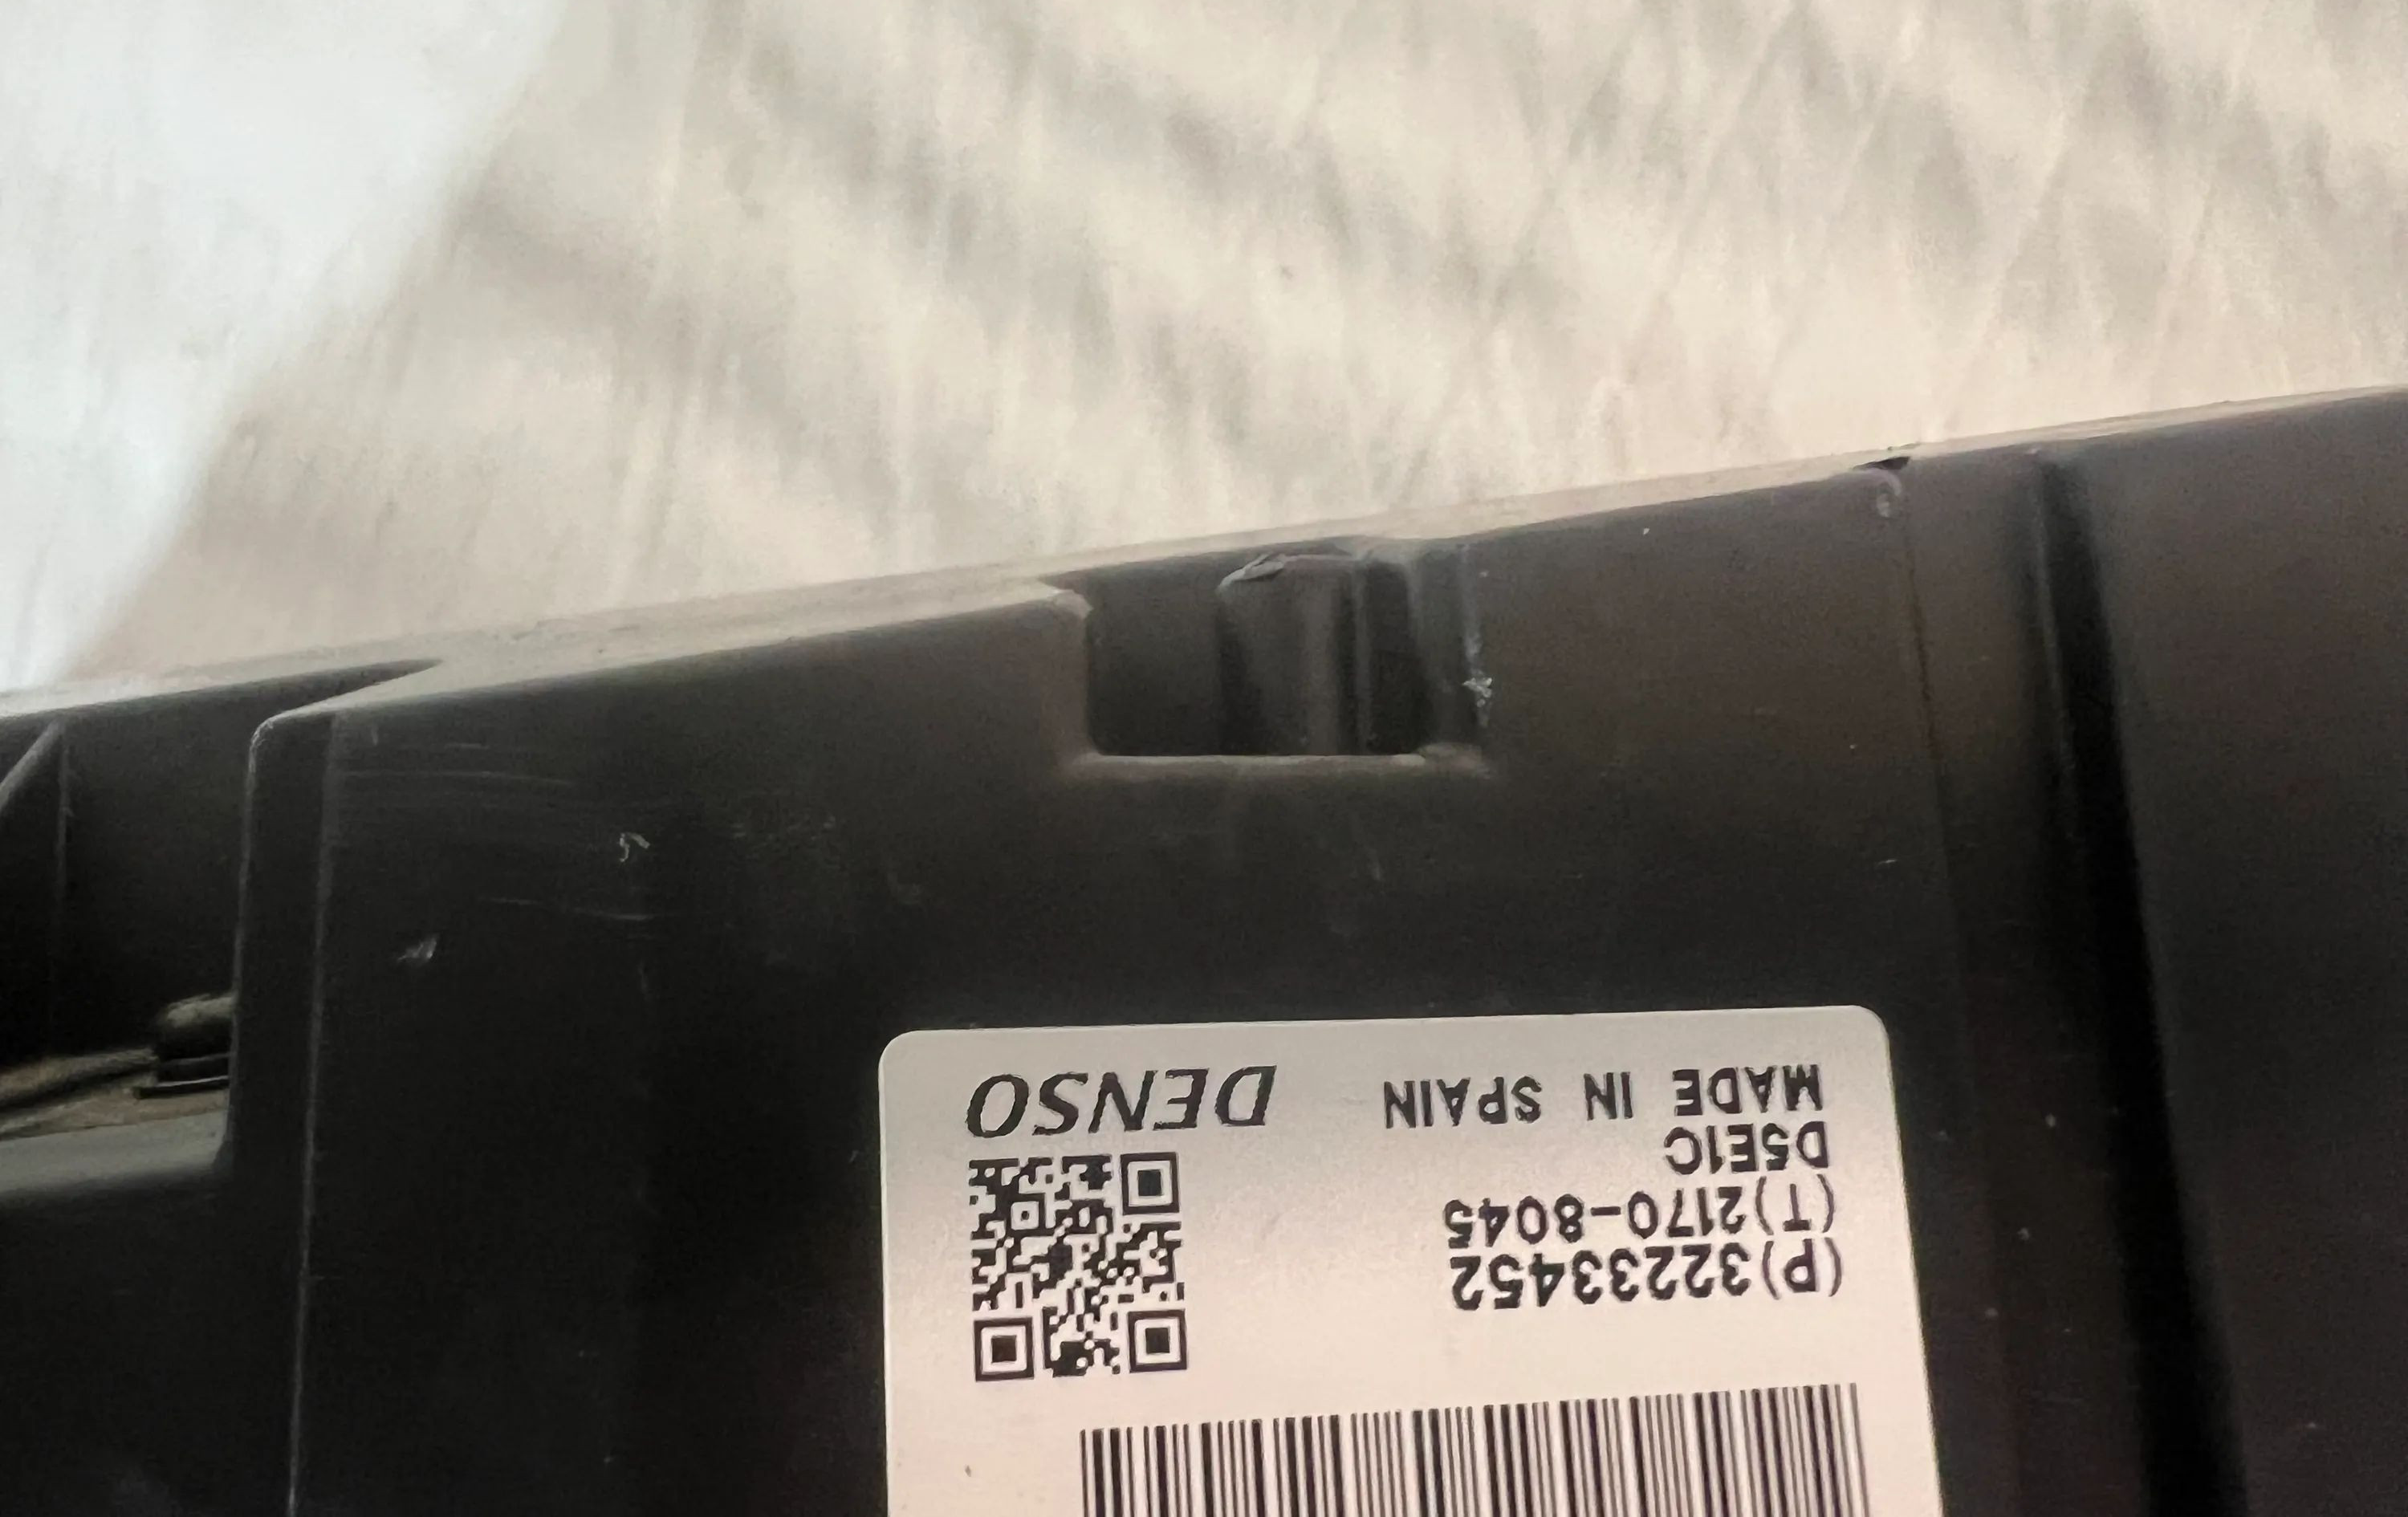 (P)32233452
(T)2170-8045
D5E1C
MADE IN SPAIN DENSO